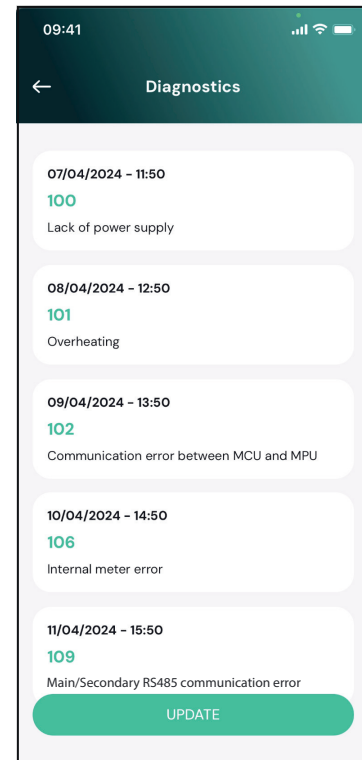 09:41
Diagnostics
07/04/2024 - 11:50
100
Lack of power supply
08/04/2024 - 12:50
101
Overheating
09/04/2024 - 13:50
102
Communication error between MCU and MPU
10/04/2024 - 14:50
106
Internal meter error
11/04/2024 - 15:50
109
Main/Secondary RS485 communication error
UPDATE